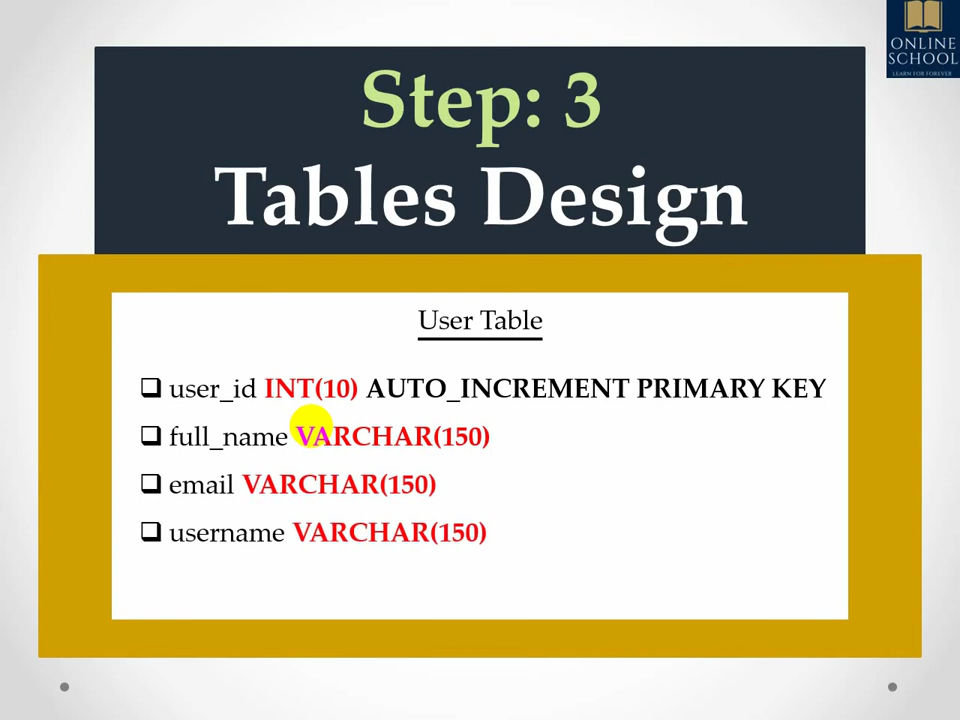 ONLINE
SCHOOL
LEARN FOR FOREVER
Step: 3
Tables Design
User Table
user_id INT(10) AUTO_INCREMENT PRIMARY KEY
full_name VARCHAR(150)
email VARCHAR(150)
username VARCHAR(150)